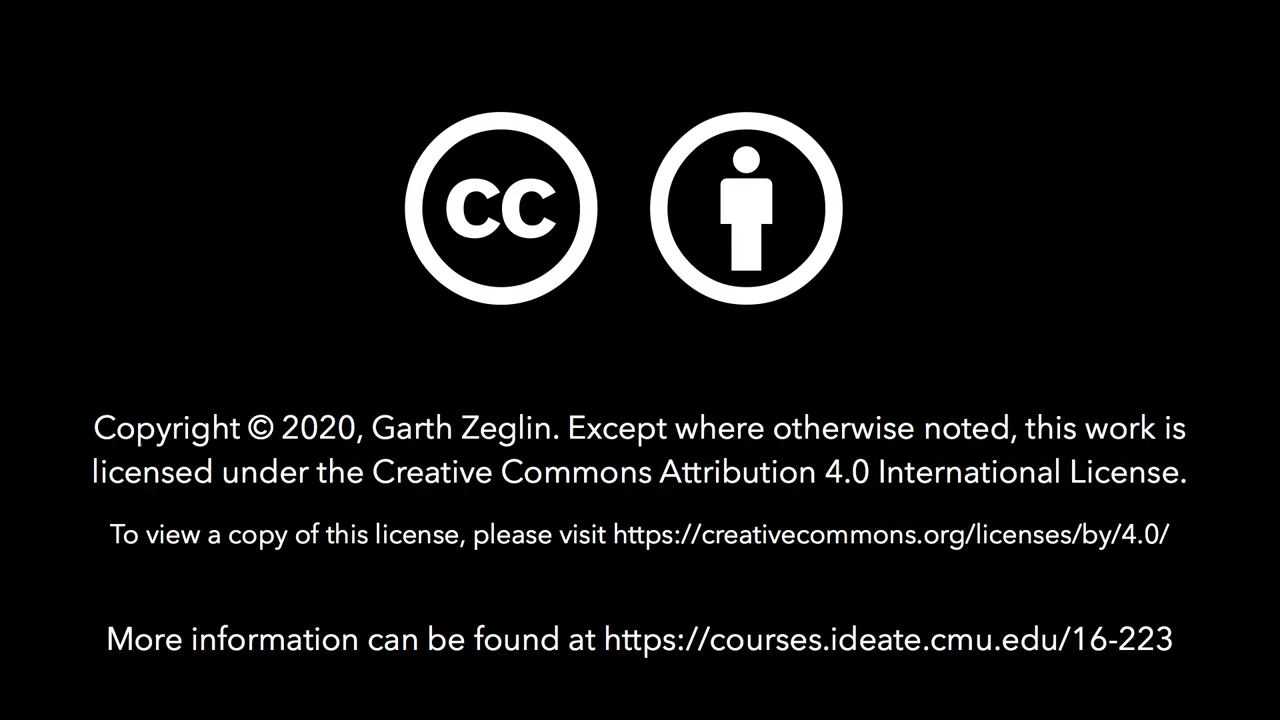 cc
Copyright © 2020, Garth Zeglin. Except where otherwise noted, this work is
licensed under the Creative Commons Attribution 4.0 International License.
To view a copy of this license, please visit https://creativecommons.org/licenses/by/4.0/
More information can be found at https://courses.ideate.cmu.edu/16-223